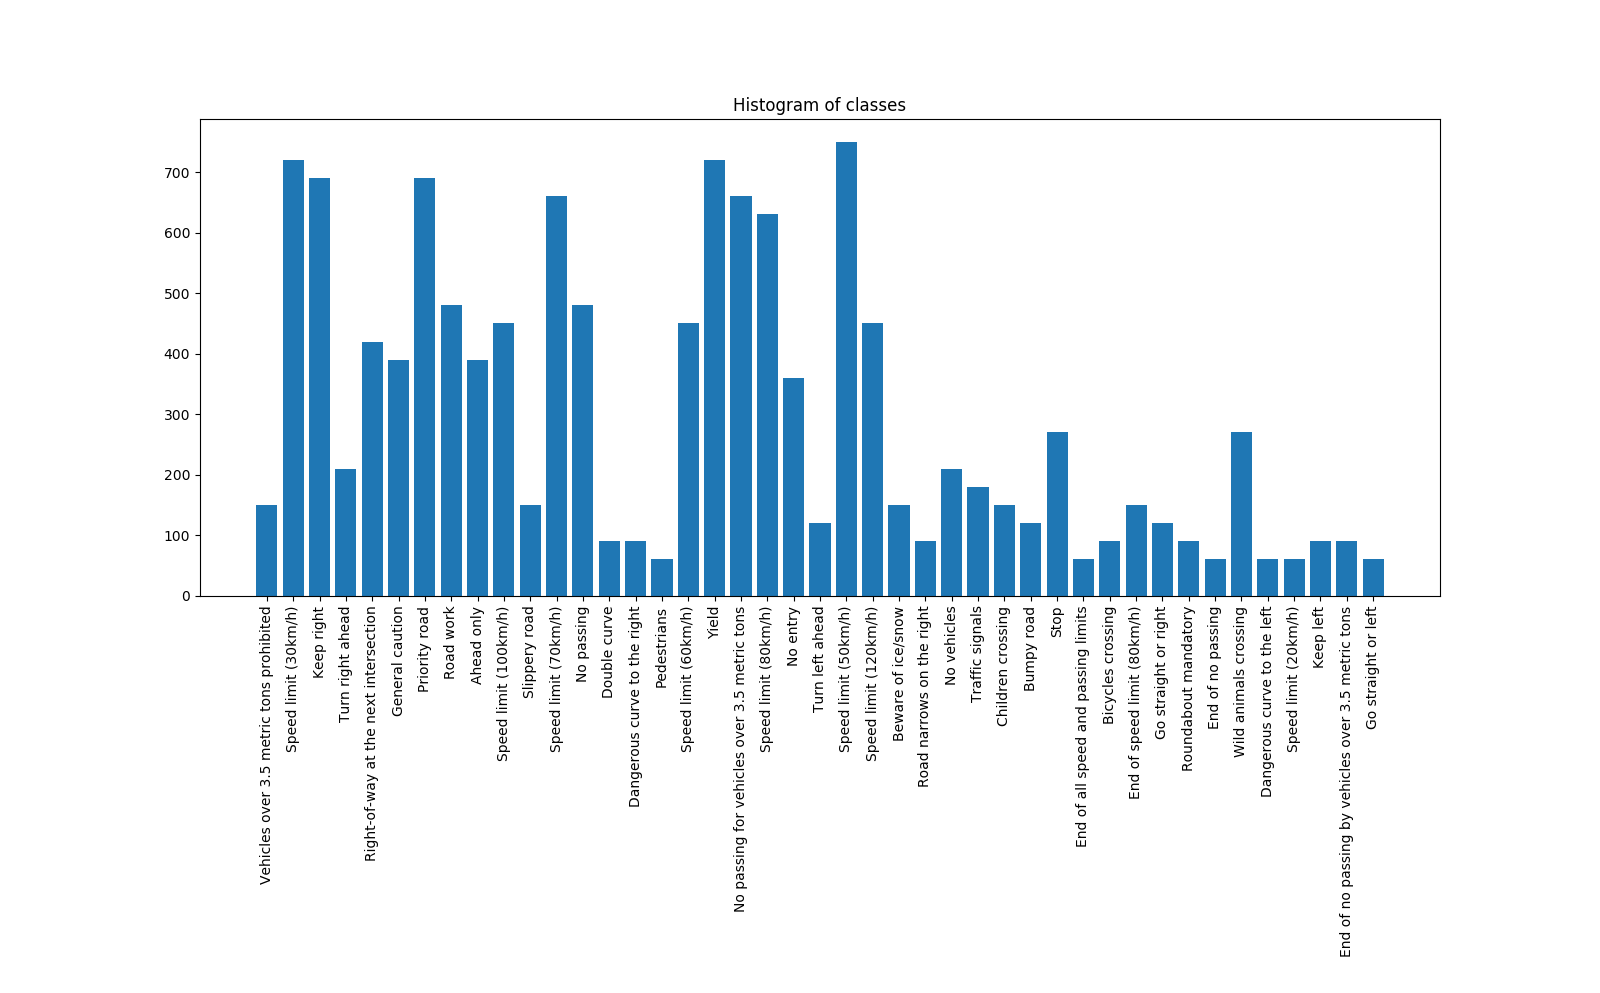 Histogram of classes
700
600
500
400
300
200
100
0
Vehicles over 3.5 metric tons prohibited
Speed limit (30km/h)
Keep right
Turn right ahead
Right-of-way at the next intersection
General caution
Priority road
Road work
Ahead only
Speed limit (100km/h)
Slippery road
Speed limit (70km/h)
No passing
Double curve
Dangerous curve to the right
Pedestrians
Speed limit (60km/h)
Yield
No passing for vehicles over 3.5 metric tons
Speed limit (80km/h)
No entry
Turn left ahead
Speed limit (50km/h)
Speed limit (120km/h)
Beware of ice/snow
Road narrows on the right
No vehicles
Traffic signals
Children crossing
Bumpy road
Stop
End of all speed and passing limits
Bicycles crossing
End of speed limit (80km/h)
Go straight or right
Roundabout mandatory
End of no passing
Wild animals crossing
Dangerous curve to the left
Speed limit (20km/h)
Keep left
End of no passing by vehicles over 3.5 metric tons
Go straight or left